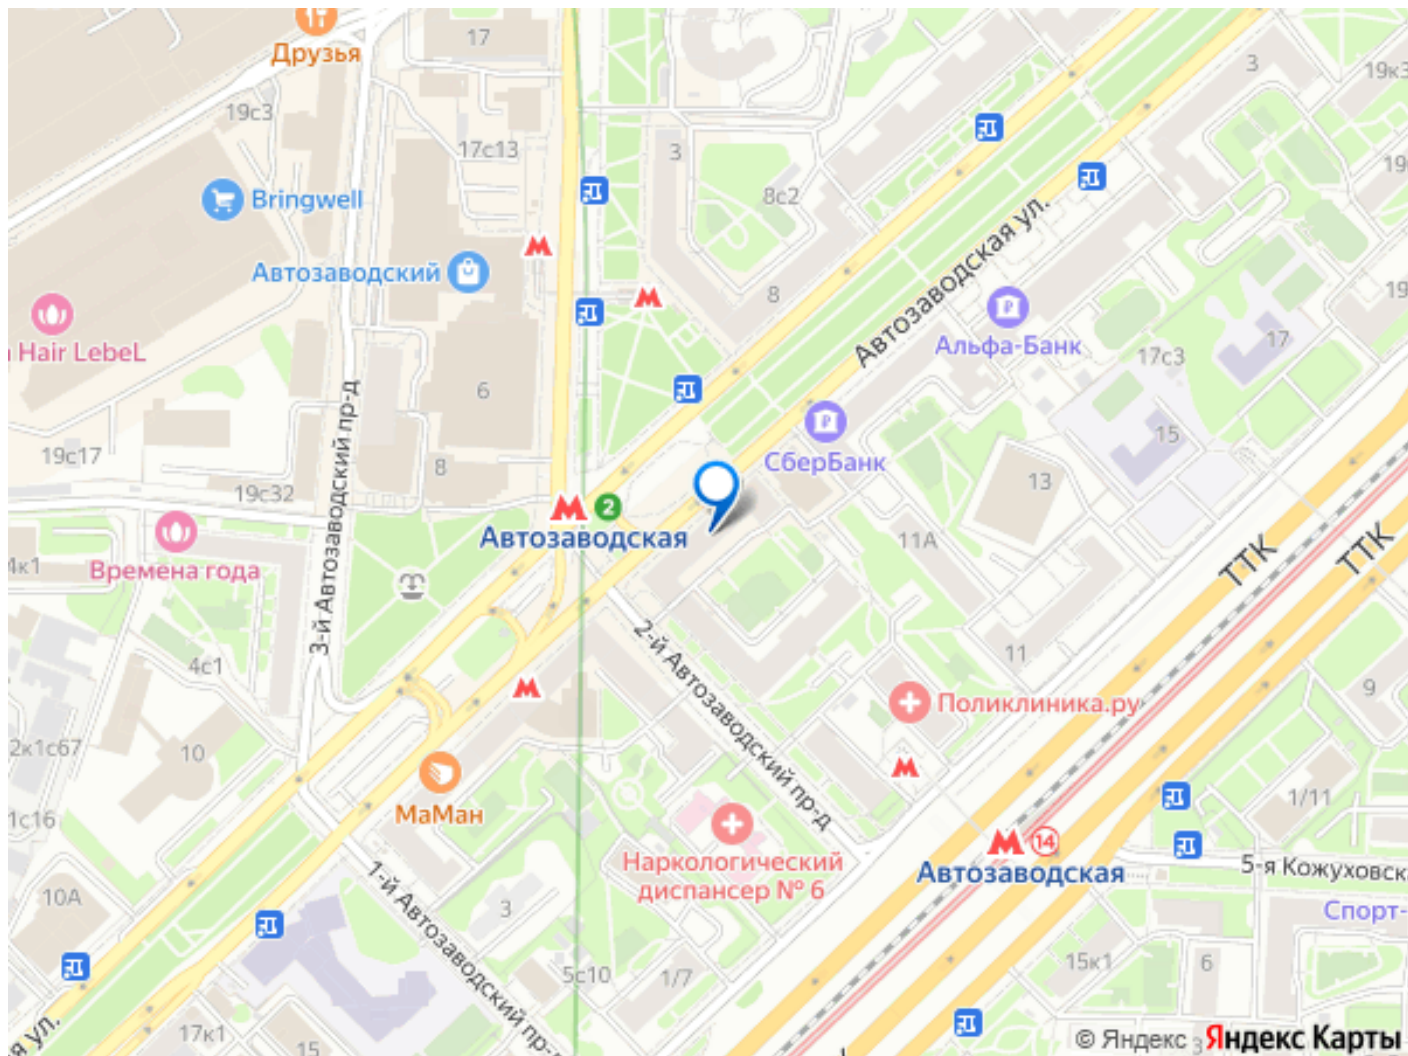 Друзья
17
3
19к3
19с3
17с13
3
8с2
19
Bringwell
Автозаводский
Автозаводская ул.
8
19
Hair LebeL
Альфа-Банк
17с3
17
6
3-й Автозаводский пр-д
15
19с17
8
СберБанк
13
19с32
2
Автозаводская
11А
ТТК
ТТК
4к1
Времена года
2-й Автозаводский пр-д
4с1
11
9
Поликлиника.ру
2к1с67
10
1/11
МаМан
1с16
14
Автозаводская
5-я Кожуховск
Наркологический
диспансер № 6
1-й Автозаводский пр-д
10А
3
Спорт-
5с10
1/7
15к1
6
я ул.
17к1
15
3
© Яндекс Яндекс Карты